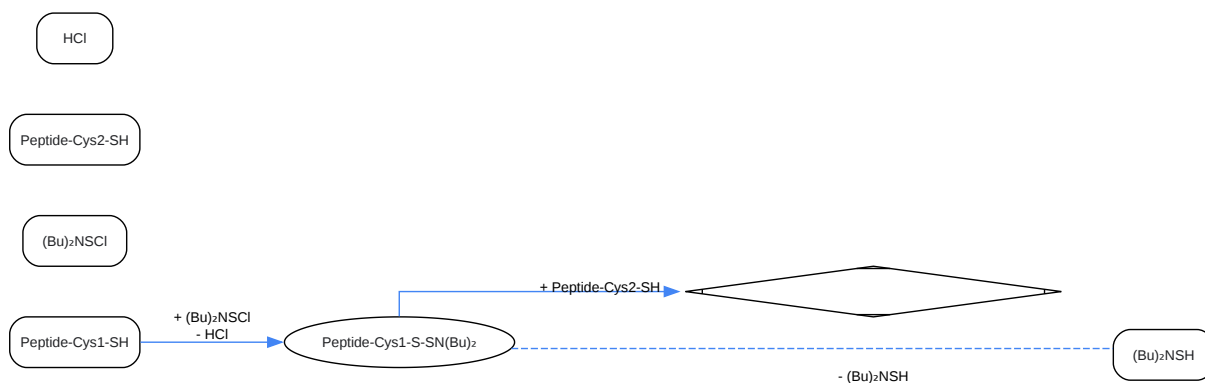 HCl
Peptide-Cys2-SH
(Bu)₂NSCl
+ Peptide-Cys2-SH
+ (Bu)₂NSCl
- HCl
Peptide-Cys1-SH
Peptide-Cys1-S-SN(Bu)₂
(Bu)₂NSH
- (Bu)₂NSH